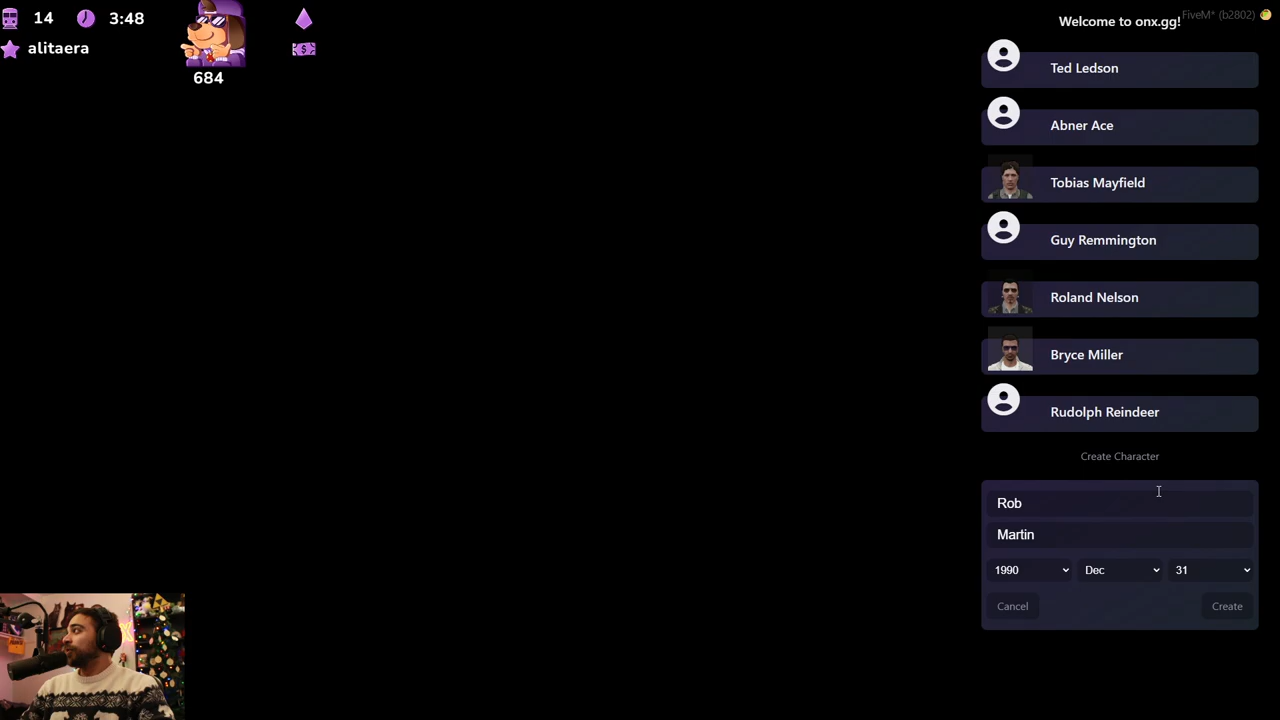 14
3:48
alitaera
684
Welcome to onx.gg!
FiveM* (b2802)
Ted Ledson
Abner Ace
Tobias Mayfield
Guy Remmington
Roland Nelson
Bryce Miller
Rudolph Reindeer
Create Character
Rob
Martin
1990 Dec 31
Cancel Create